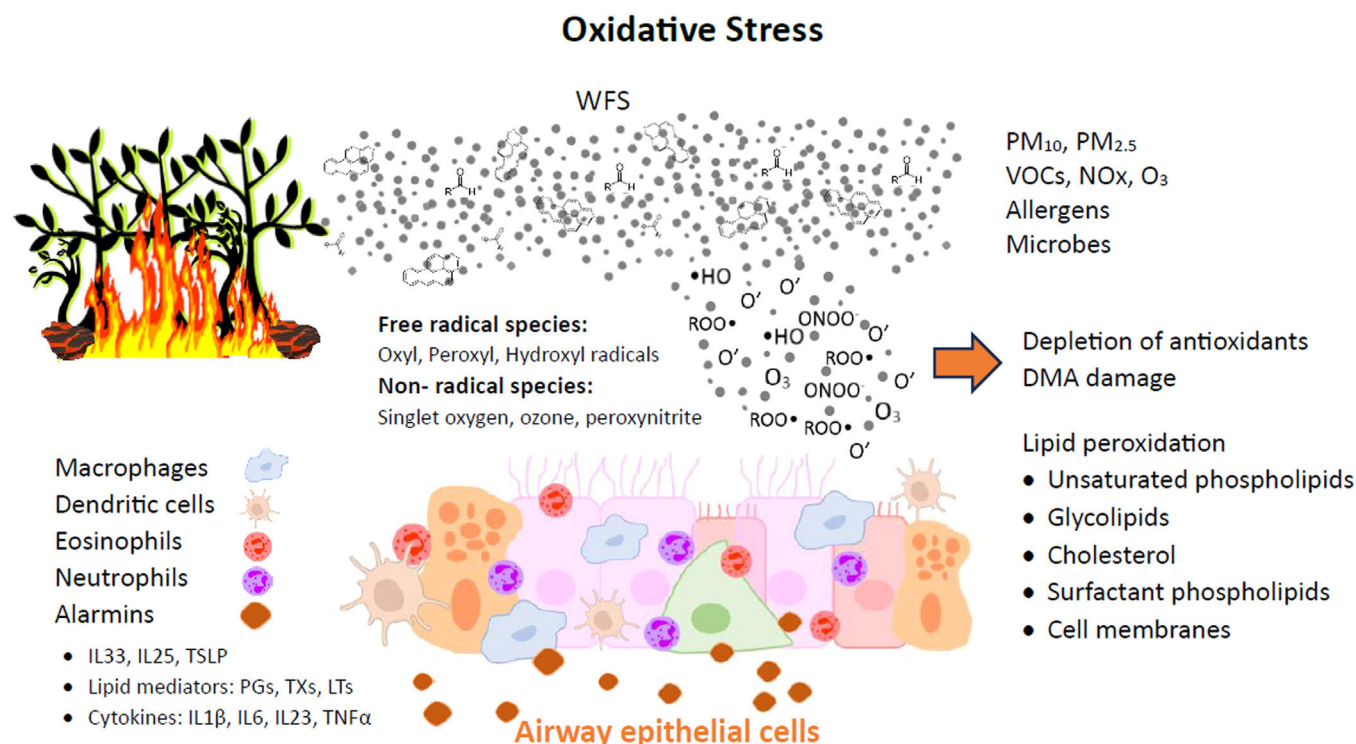 Oxidative Stress
WFS
PM₁₀, PM₂.₅
VOCs, NOx, O₃
Allergens
Microbes
R H O
R H O
R H O⁻
R H O
•HO
O′
O′
ROO•
ONOO⁻
•HO
O′
O′
ROO•
O₃
ONOO⁻
O′
ROO•
ROO•
O₃
O′
Free radical species:
Oxyl, Peroxyl, Hydroxyl radicals
Non- radical species:
Singlet oxygen, ozone, peroxynitrite
Depletion of antioxidants
DMA damage
Lipid peroxidation
• Unsaturated phospholipids
• Glycolipids
• Cholesterol
• Surfactant phospholipids
• Cell membranes
Macrophages
Dendritic cells
Eosinophils
Neutrophils
Alarmins
• IL33, IL25, TSLP
• Lipid mediators: PGs, TXs, LTs
• Cytokines: IL1β, IL6, IL23, TNFα
Airway epithelial cells